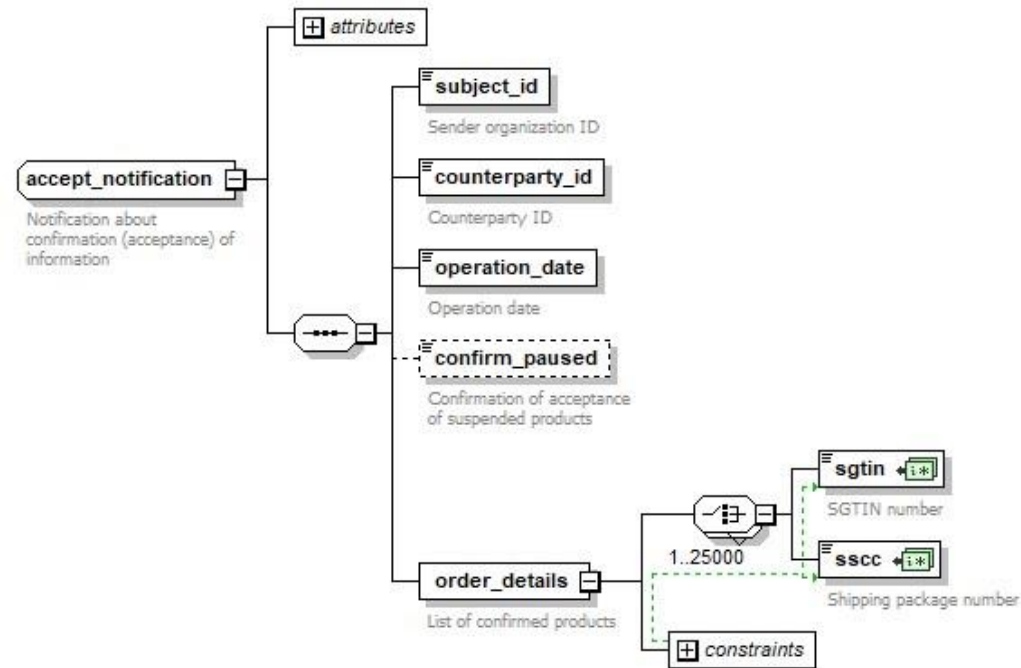 attributes
subject_id
Sender organization ID
accept_notification
Notification about
confirmation (acceptance) of
information
counterparty_id
Counterparty ID
operation_date
Operation date
confirm_paused
Confirmation of acceptance
of suspended products
order_details
List of confirmed products
1..25000
sgtin
SGTIN number
sscc
Shipping package number
constraints